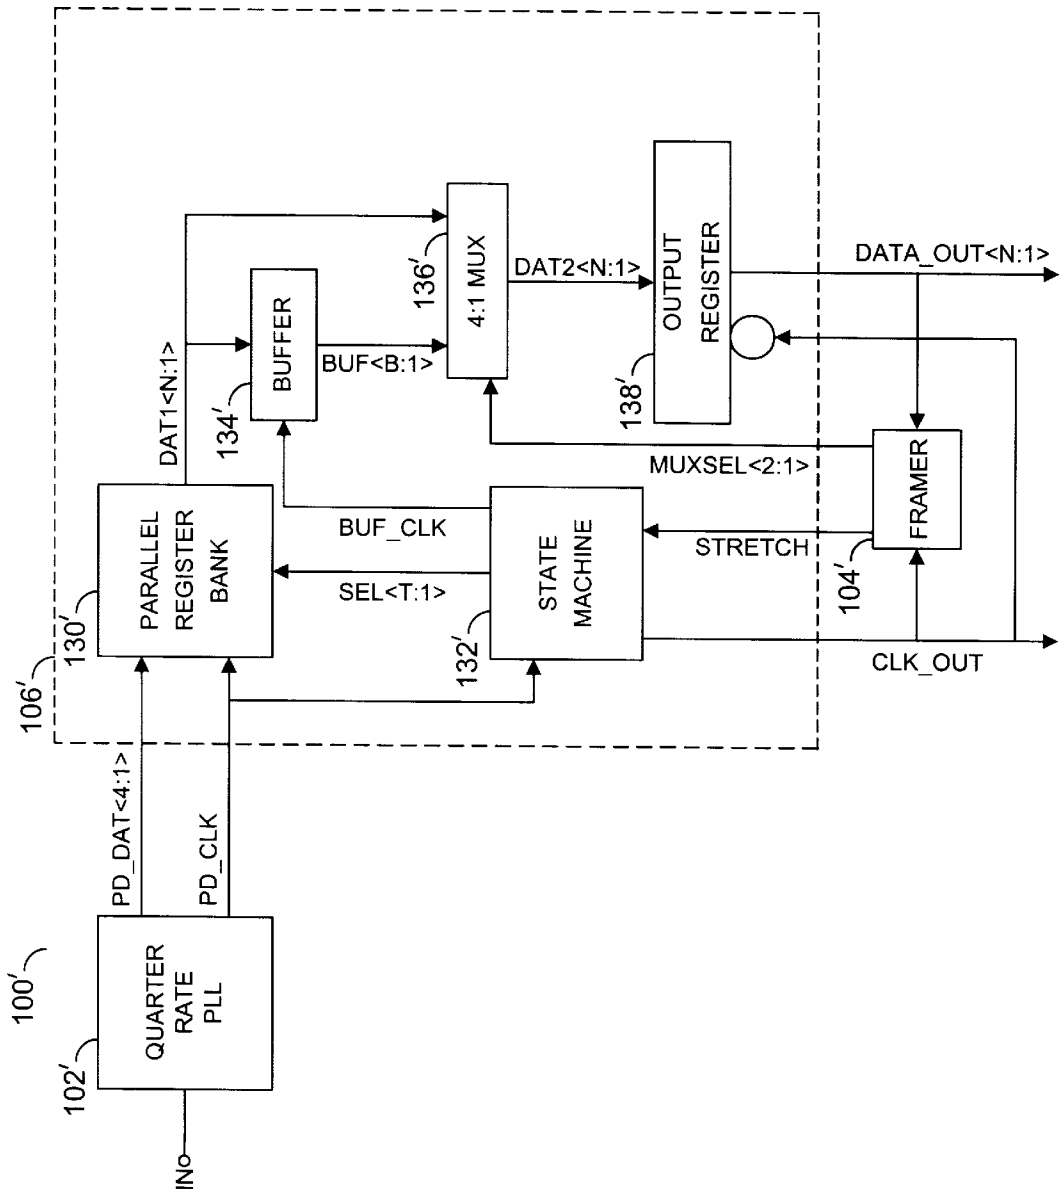 100′
102′
QUARTER
RATE
PLL
IN
PD_DAT<4:1>
PD_CLK
106′
130′
PARALLEL
REGISTER
BANK
DAT1<N:1>
134′
BUFFER
BUF<B:1>
BUF_CLK
SEL<T:1>
132′
STATE
MACHINE
136′
4:1 MUX
DAT2<N:1>
138′
OUTPUT
REGISTER
MUXSEL<2:1>
STRETCH
104′
FRAMER
DATA_OUT<N:1>
CLK_OUT